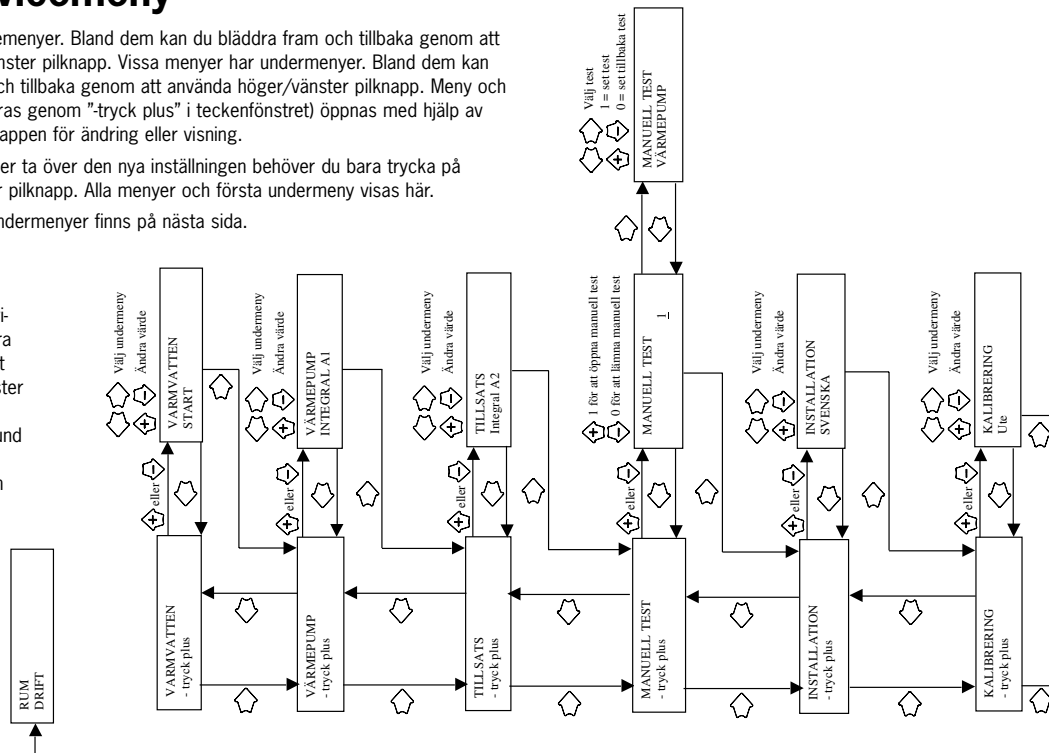 emenyer. Bland dem kan du bläddra fram och tillbaka genom att
nster pilknapp. Vissa menyer har undermenyer. Bland dem kan
ch tillbaka genom att använda höger/vänster pilknapp. Meny och
ras genom "-tryck plus" i teckenfönstret) öppnas med hjälp av
appen för ändring eller visning.
er ta över den nya inställningen behöver du bara trycka på
r pilknapp. Alla menyer och första undermeny visas här.
ndermenyer finns på nästa sida.
ri-
ra
t
ster
und
n
RUM
DRIFT
VARMVATTEN
- tryck plus
+ eller -
Välj undermeny
Ändra värde
VARMVATTEN
START
VÄRMEPUMP
- tryck plus
+ eller -
Välj undermeny
Ändra värde
VÄRMEPUMP
INTEGRAL A1
TILLSATS
- tryck plus
+ eller -
Välj undermeny
Ändra värde
TILLSATS
Integral A2
MANUELL TEST
- tryck plus
+ eller -
+ 1 för att öppna manuell test
- 0 för att lämna manuell test
MANUELL TEST
1
Välj test
1 = set test
0 = set tillbaka test
MANUELL TEST
VÄRMEPUMP
INSTALLATION
- tryck plus
+ eller -
Välj undermeny
Ändra värde
INSTALLATION
SVENSKA
KALIBRERING
- tryck plus
+ eller -
Välj undermeny
Ändra värde
KALIBRERING
Ute